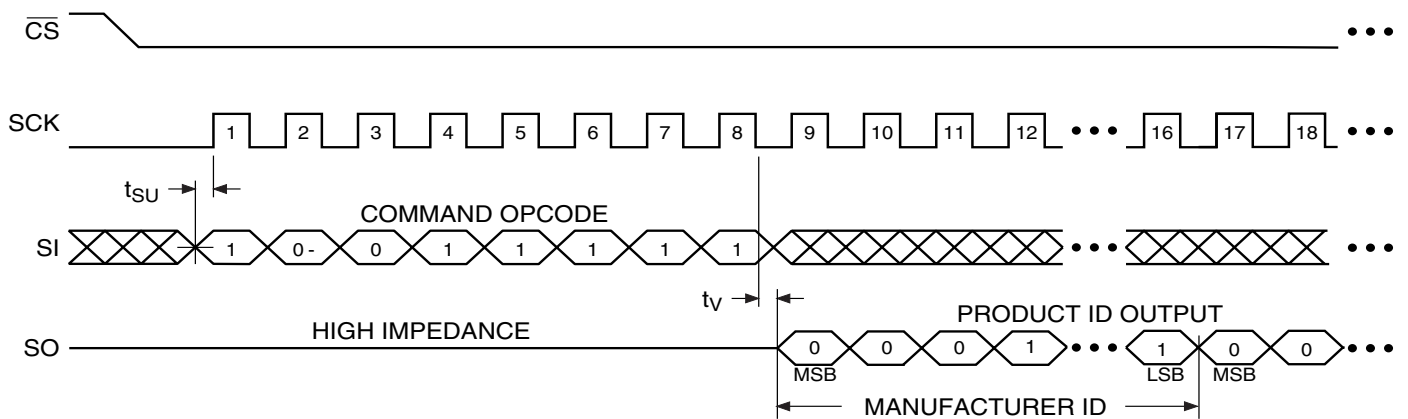 CS
SCK 1 2 3 4 5 6 7 8 9 10 11 12 16 17 18
tSU
COMMAND OPCODE
SI 1 0- 0 1 1 1 1 1
tV
HIGH IMPEDANCE PRODUCT ID OUTPUT
SO 0 0 0 1 1 0 0
MSB LSB MSB
MANUFACTURER ID